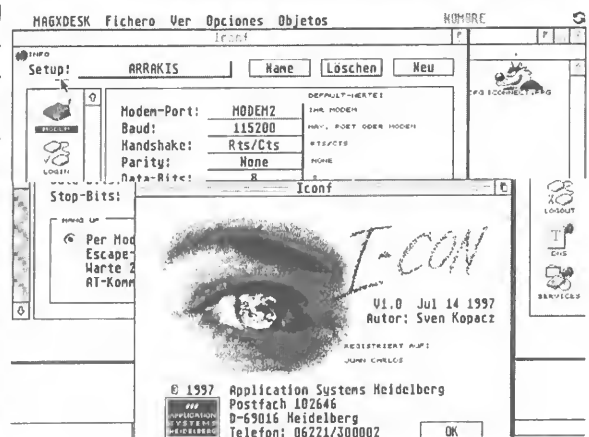 MAGXDESK Fichero Ver Opciones Objetos NOMBRE
Iconf
INFO
Setup: ARRAKIS Name Löschen Neu
DEFAULT-WERTE:
Modem-Port: MODEM2 IHR MODEM
Baud: 115200 MAX. PORT ODER MODEM
Handshake: Rts/Cts RTS/CTS
Parity: None NONE
Data-Bits: 8
Stop-Bits:
MODEM
LOGIN
HANG UP
Per Mod
Escape-
Warte 2
AT-Komm
LOGOUT
DNS
SERVICES
Iconf
I-CON
V1.0 Jul 14 1997
Autor: Sven Kopacz
REGISTRIERT AUF:
JUAN CARLOS
© 1997 Application Systems Heidelberg
Postfach 102646
D-69016 Heidelberg
Telefon: 06221/300002
APPLICATION
SYSTEMS
HEIDELBERG
OK